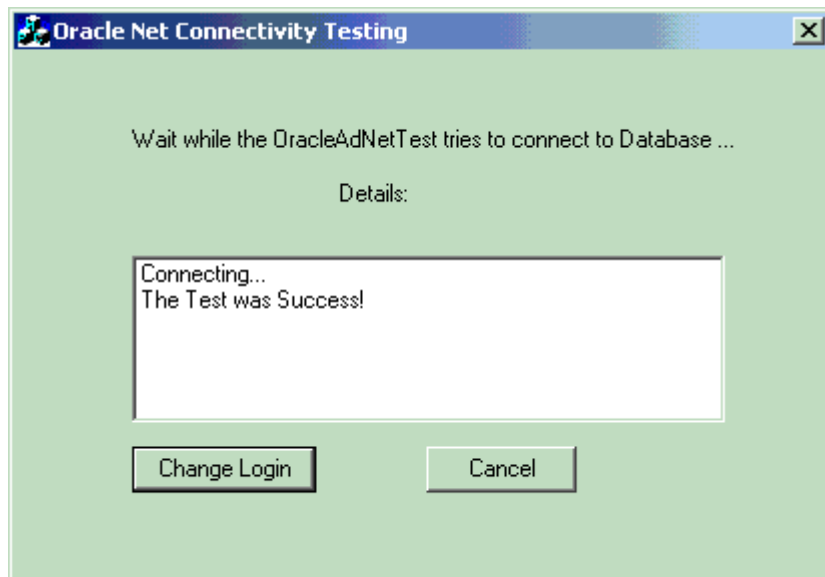 Oracle Net Connectivity Testing
Wait while the OracleAdNetTest tries to connect to Database ...
Details:
Connecting...
The Test was Success!
Change Login
Cancel